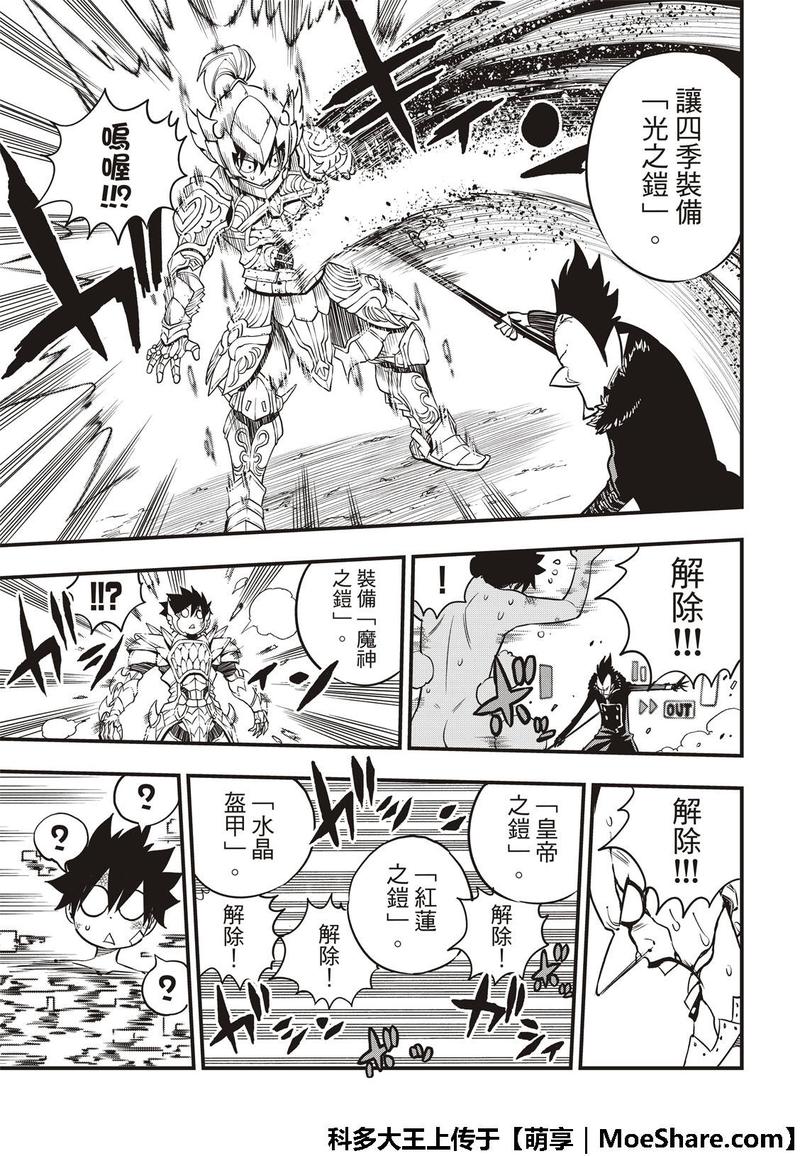 讓四季裝備
「光之鎧」。
嗚
喔
!!?
解除!!!
OUT
!
裝備「魔神
之鎧」。
!!?
解除!!!
「皇帝
之鎧」。
解除!
「紅蓮
之鎧」。
解除!
「水晶
盔甲」。
解除!
?
?
?
科多大王上传于【萌享｜MoeShare.com】